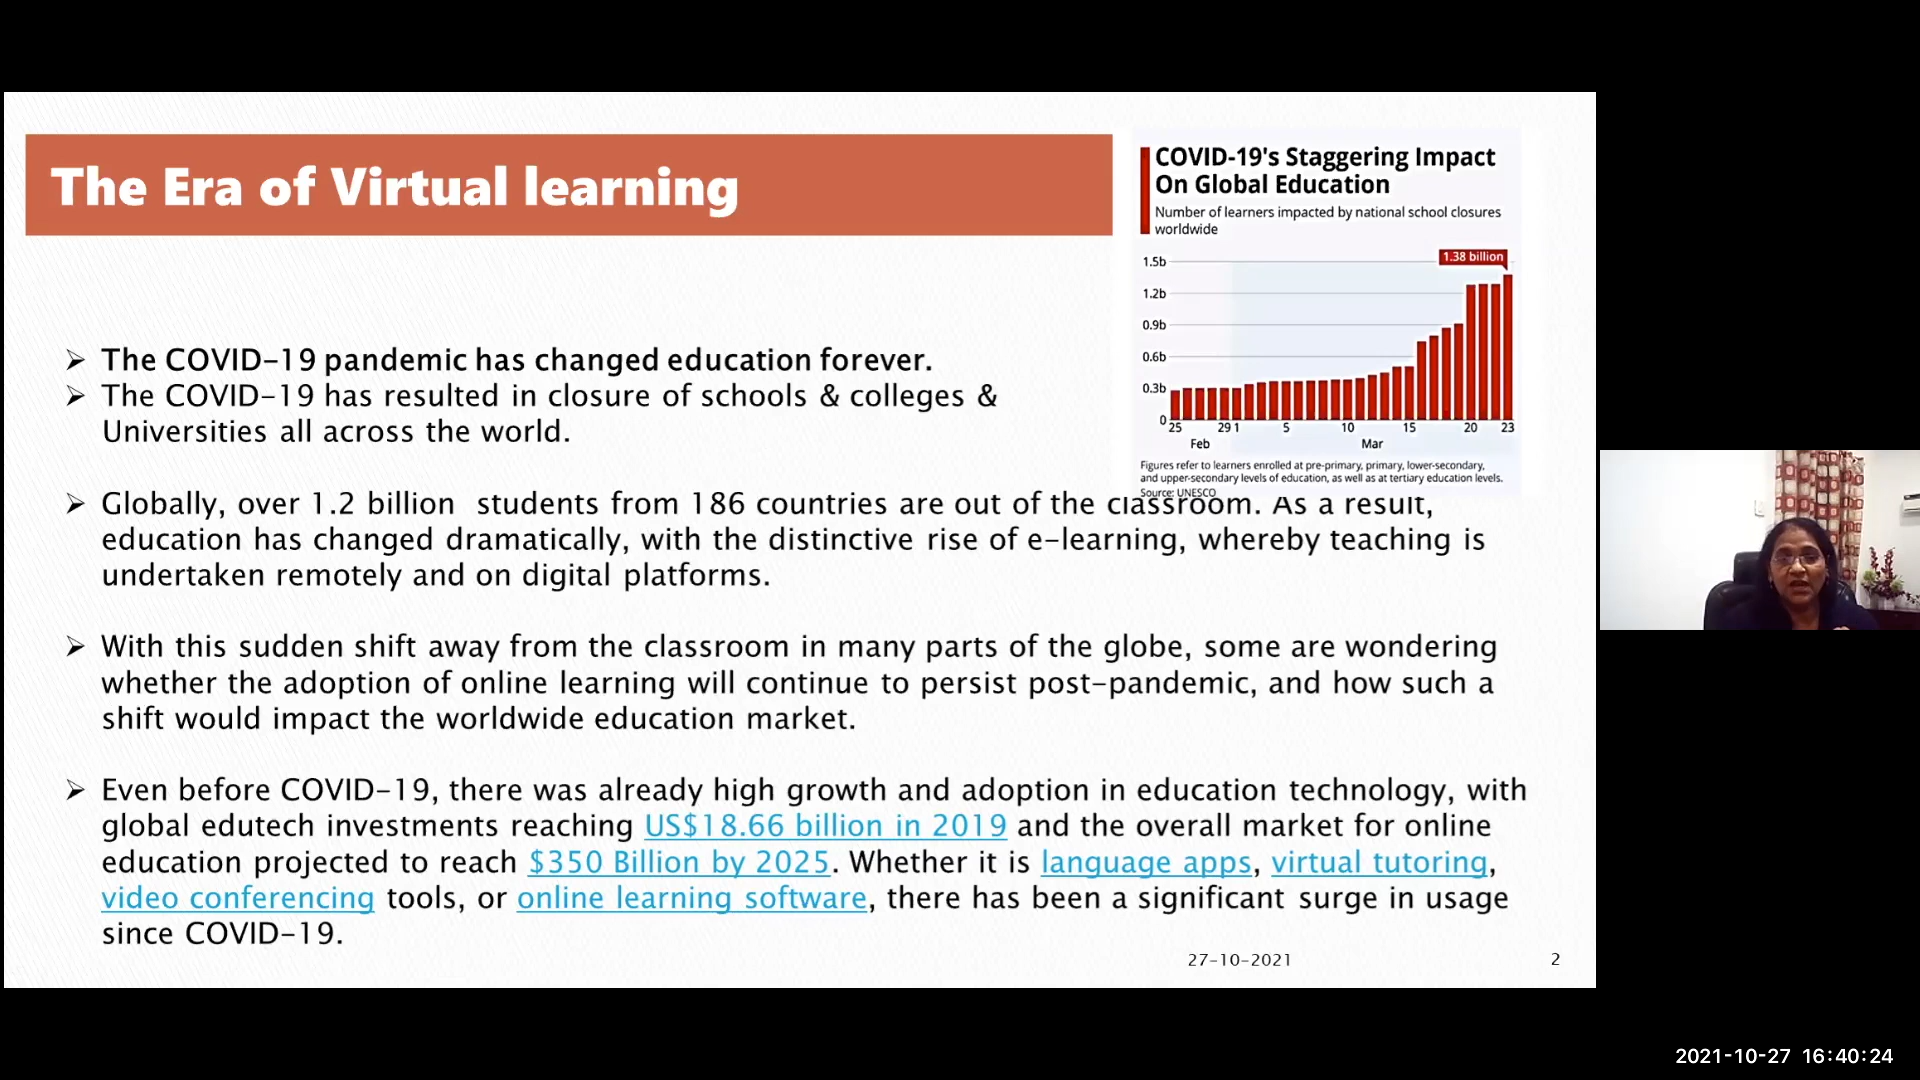 The Era of Virtual learning
COVID-19's Staggering Impact
On Global Education
Number of learners impacted by national school closures
worldwide
1.38 billion
1.5b
1.2b
0.9b
0.6b
0.3b
0
25 29 1 5 10 15 20 23
Feb Mar
Figures refer to learners enrolled at pre-primary, primary, lower-secondary,
and upper-secondary levels of education, as well as at tertiary education levels.
Source: UNESCO
➢ The COVID-19 pandemic has changed education forever.
➢ The COVID-19 has resulted in closure of schools & colleges &
Universities all across the world.
➢ Globally, over 1.2 billion students from 186 countries are out of the classroom. As a result,
education has changed dramatically, with the distinctive rise of e-learning, whereby teaching is
undertaken remotely and on digital platforms.
➢ With this sudden shift away from the classroom in many parts of the globe, some are wondering
whether the adoption of online learning will continue to persist post-pandemic, and how such a
shift would impact the worldwide education market.
➢ Even before COVID-19, there was already high growth and adoption in education technology, with
global edutech investments reaching US$18.66 billion in 2019 and the overall market for online
education projected to reach $350 Billion by 2025. Whether it is language apps, virtual tutoring,
video conferencing tools, or online learning software, there has been a significant surge in usage
since COVID-19.
27-10-2021
2
2021-10-27 16:40:24